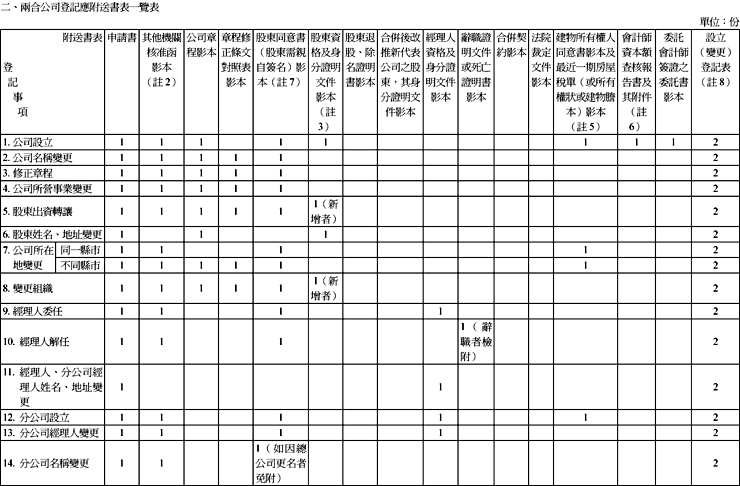 二、兩合公司登記應附送書表一覽表
單位：份
附送書表
登
記
事
項
申請書
其他機關
核准函
影本
（註2）
公司章
程影本
章程修正
條文
對照表
影本
股東同意書
（股東需親
自簽名）影
本（註7）
股東資
格及身
分證明
文件
影本
（註
3）
股東退
股、除
名證明
書影本
合併後改
推新代表
公司之股
東，其身
分證明文
件影本
經理人
資格及
身分證
明文件
影本
辭職證
明文件
或死亡
證明書
影本
合併契
約影本
法院
裁定
文件
影本
建物所有權人
同意書影本及
最近一期房屋
稅單（或所有
權狀或建物謄
本）影本
（註5）
會計師
資本額
查核報
告書及
其附件
（註
6）
委託
會計師
簽證之
委託書
影本
設立
（變更）
登記表
（註8）
1. 公司設立 1 1 1 1 1 1 1 1 2
2. 公司名稱變更 1 1 1 1 1 2
3. 修正章程 1 1 1 1 1 2
4. 公司所營事業變更 1 1 1 1 1 2
5. 股東出資轉讓 1 1 1 1 1 1（新
增者） 2
6. 股東姓名、地址變更 1 1 1 2
7. 公司所在
地變更
同一縣市 1 1 1 1 2
不同縣市 1 1 1 1 1 1 2
8. 變更組織 1 1 1 1 1 1（新
增者） 2
9. 經理人委任 1 1 1 1 2
10. 經理人解任 1 1 1 1（辭
職者檢
附） 2
11. 經理人、分公司經
理人姓名、地址變
更 1 1 2
12. 分公司設立 1 1 1 1 1 2
13. 分公司經理人變更 1 1 1 1 2
14. 分公司名稱變更 1 1 1（如因總
公司更名者
免附） 2